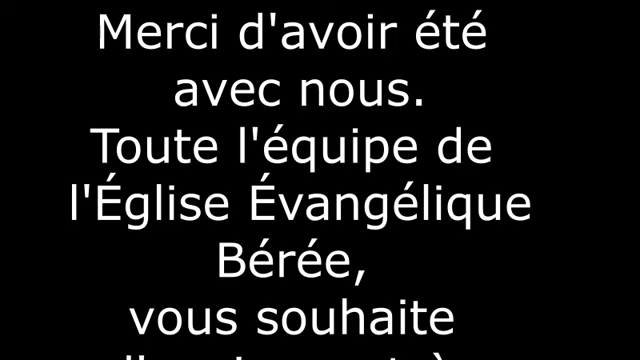 Merci d'avoir été
avec nous.
Toute l'équipe de
l'Église Évangélique
Bérée,
vous souhaite